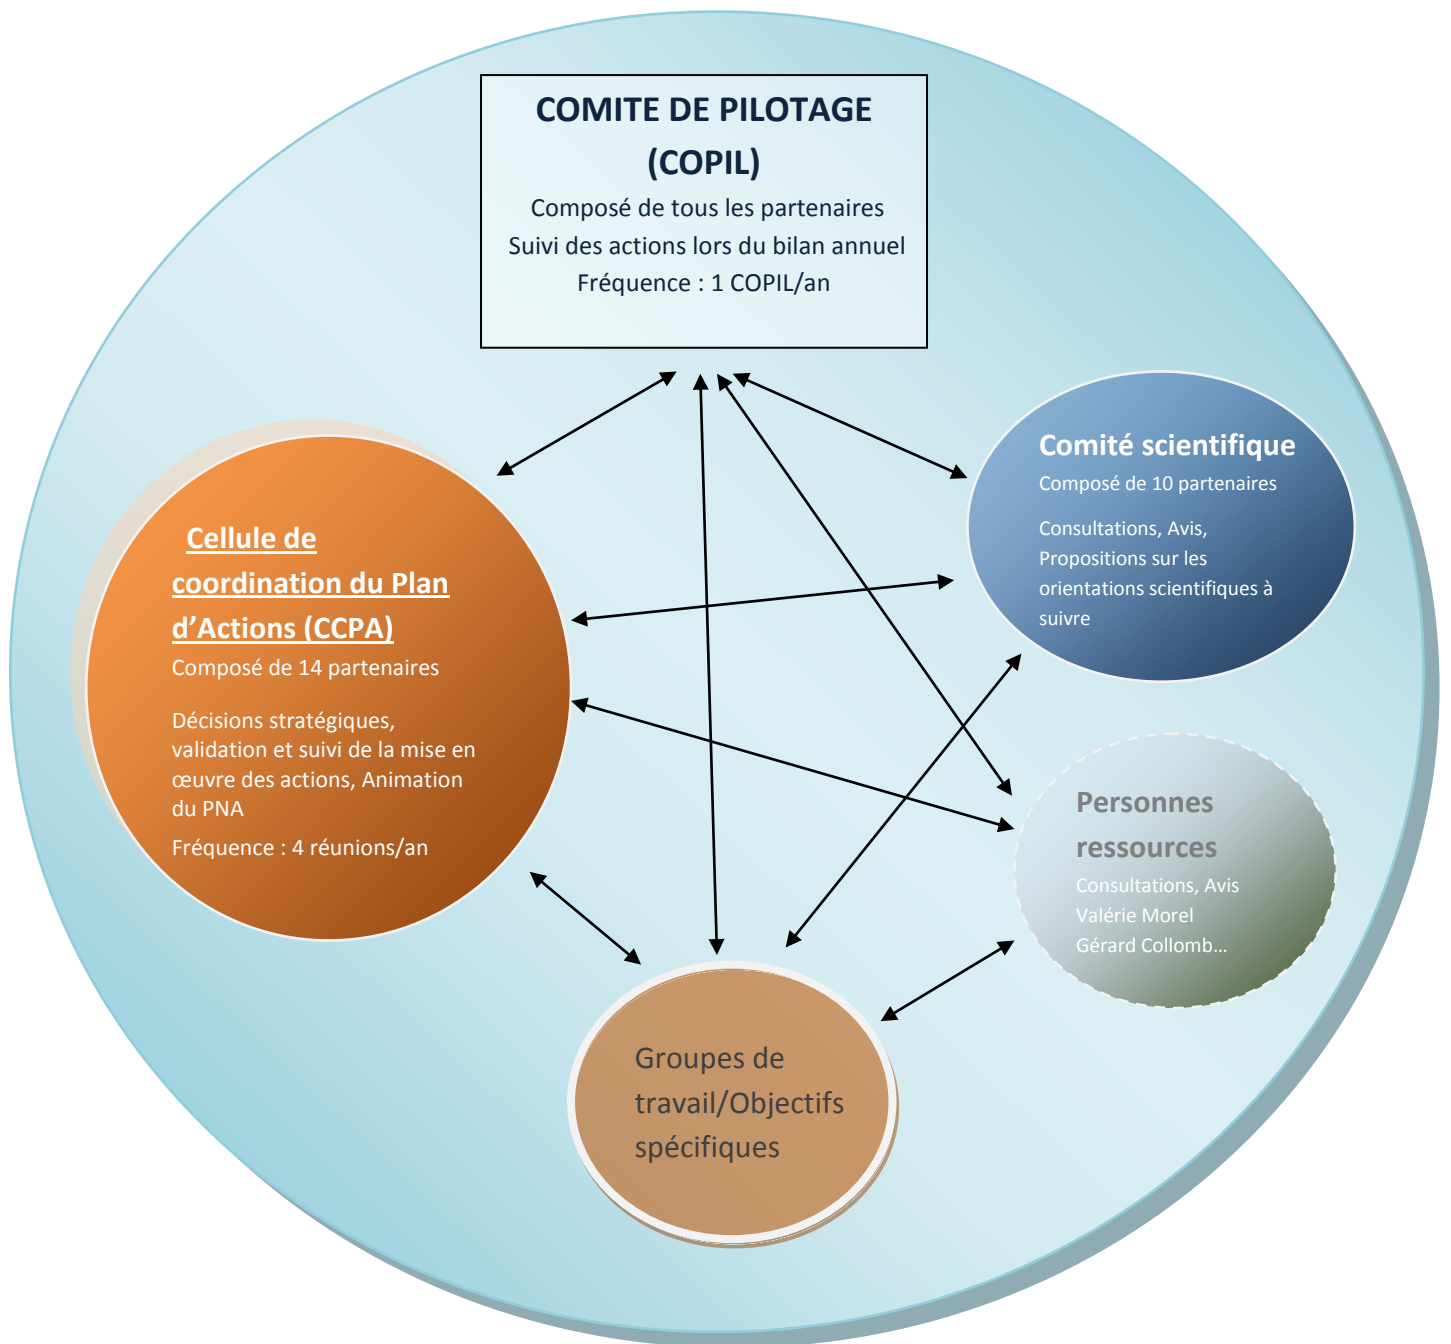 COMITE DE PILOTAGE
(COPIL)
Composé de tous les partenaires
Suivi des actions lors du bilan annuel
Fréquence : 1 COPIL/an
Comité scientifique
Composé de 10 partenaires
Consultations, Avis,
Propositions sur les
orientations scientifiques à
suivre
Cellule de
coordination du Plan
d’Actions (CCPA)
Composé de 14 partenaires
Décisions stratégiques,
validation et suivi de la mise en
œuvre des actions, Animation
du PNA
Fréquence : 4 réunions/an
Personnes
ressources
Consultations, Avis
Valérie Morel
Gérard Collomb…
Groupes de
travail/Objectifs
spécifiques